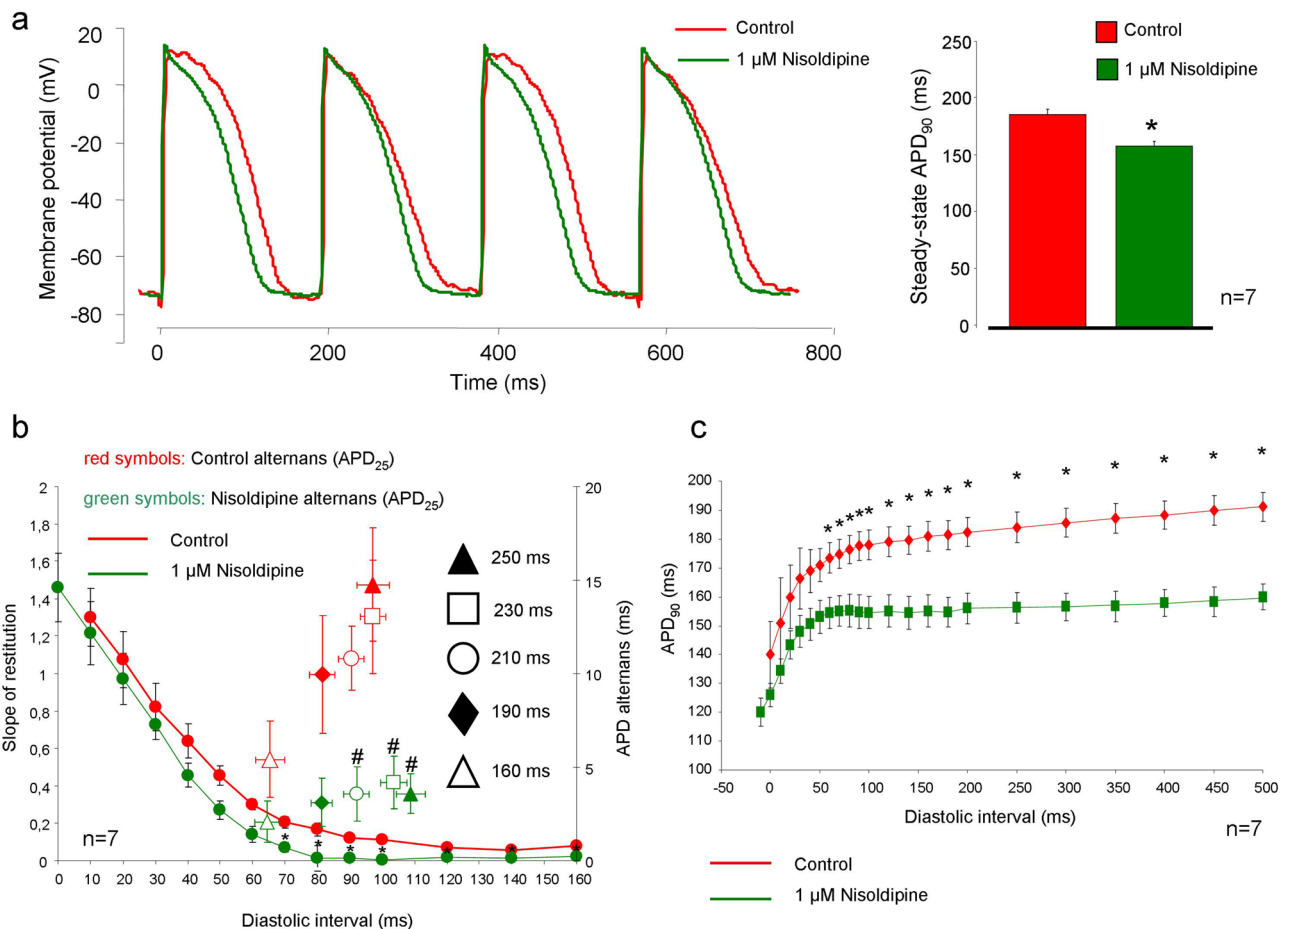 a
Control
1 µM Nisoldipine
Membrane potential (mV)
20
0
-20
-40
-60
-80
0
200
400
600
800
Time (ms)
Control
1 µM Nisoldipine
Steady-state APD90 (ms)
250
200
150
100
50
0
*
n=7
b
red symbols: Control alternans (APD25)
green symbols: Nisoldipine alternans (APD25)
Control
1 µM Nisoldipine
Slope of restitution
2
1,8
1,6
1,4
1,2
1
0,8
0,6
0,4
0,2
0
20
15
10
5
0
APD alternans (ms)
250 ms
230 ms
210 ms
190 ms
160 ms
# # #
n=7
* * * * * * *
0 10 20 30 40 50 60 70 80 90 100 110 120 130 140 150 160
Diastolic interval (ms)
c
* * * * * * * * * * * * * * * *
APD90 (ms)
200
190
180
170
160
150
140
130
120
110
100
-50 0 50 100 150 200 250 300 350 400 450 500
Diastolic interval (ms)
n=7
Control
1 µM Nisoldipine